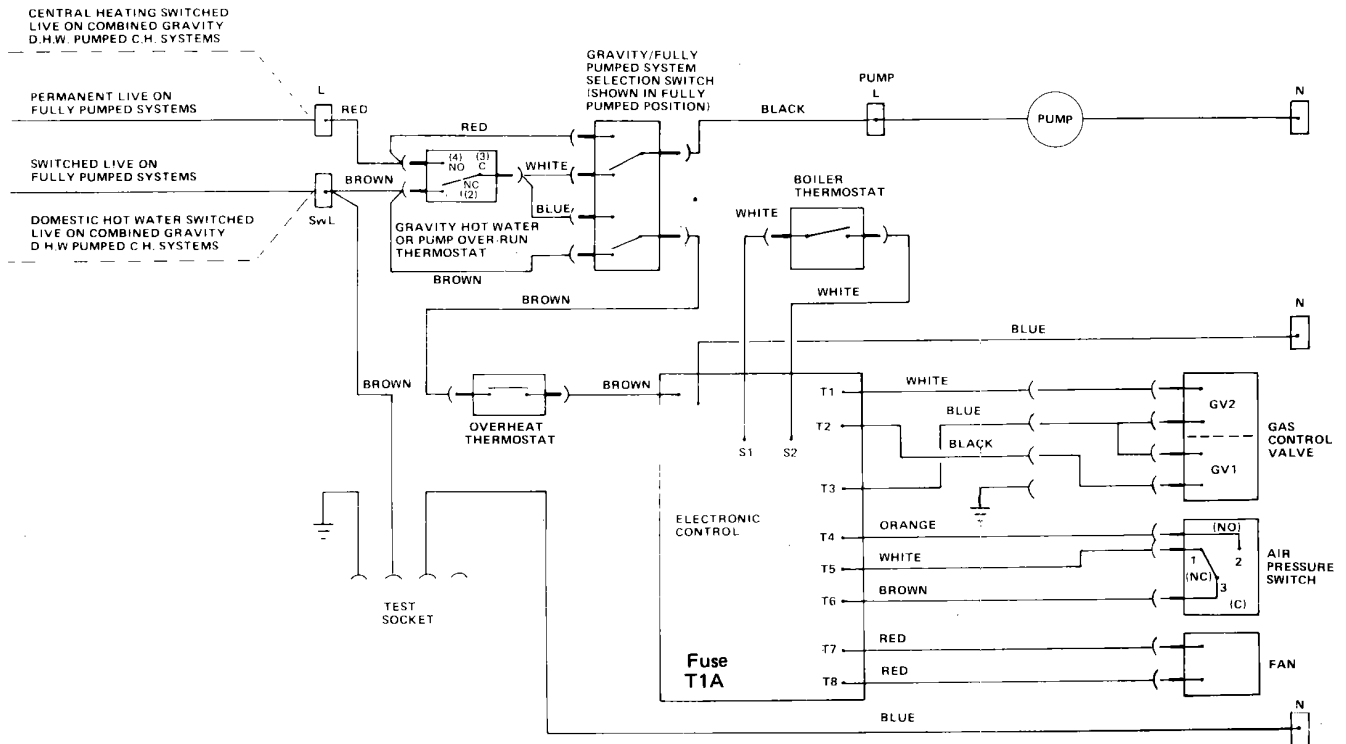 CENTRAL HEATING SWITCHED
LIVE ON COMBINED GRAVITY
D.H.W. PUMPED C.H. SYSTEMS
PERMANENT LIVE ON
FULLY PUMPED SYSTEMS
SWITCHED LIVE ON
FULLY PUMPED SYSTEMS
DOMESTIC HOT WATER SWITCHED
LIVE ON COMBINED GRAVITY
D H.W PUMPED C H. SYSTEMS
L
RED
BROWN
SwL
RED
(4) (3)
NO C
NC
(2)
GRAVITY HOT WATER
OR PUMP OVER-RUN
THERMOSTAT
WHITE
BLUE
BROWN
GRAVITY/FULLY
PUMPED SYSTEM
SELECTION SWITCH
(SHOWN IN FULLY
PUMPED POSITION)
BLACK
PUMP
L
PUMP
N
BOILER
THERMOSTAT
WHITE
WHITE
BROWN
BROWN
OVERHEAT
THERMOSTAT
BROWN
BLUE
N
S1
S2
ELECTRONIC
CONTROL
Fuse
T1A
T1
WHITE
T2
BLUE
BLACK
T3
T4
ORANGE
T5
WHITE
T6
BROWN
T7
RED
T8
RED
GV2
GV1
GAS
CONTROL
VALVE
(NO)
1
2
(NC)
3
(C)
AIR
PRESSURE
SWITCH
FAN
TEST
SOCKET
BLUE
N